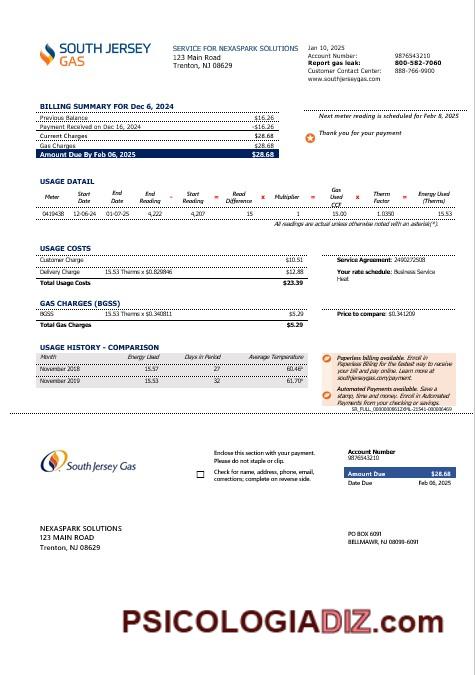 SOUTH JERSEY
GAS
SERVICE FOR NEXASPARK SOLUTIONS
123 Main Road
Trenton, NJ 08629
Jan 10, 2025
Account Number: 9876543210
Report gas leak: 800-582-7060
Customer Contact Center: 888-766-9900
www.southjersey.com
BILLING SUMMARY FOR Dec 6, 2024
Previous Balance $16.26
Payment Received on Dec 16, 2024 -$16.26
Current Charges $28.68
Gas Charges $28.68
Amount Due By Feb 06, 2025 $28.68
Next meter reading is scheduled for Febr 8, 2025
Thank you for your payment
USAGE DATAIL
Meter Start Date End Date End Reading - Start Reading = Read Difference x Multiplier = Gas Used CCF x Therm Factor = Energy Used (Therms)
0419438 12-06-24 01-07-25 4,222 4,207 15 1 15.00 1.0350 15.53
All readings are actual unless otherwise noted with an asterisk(*).
USAGE COSTS
Customer Charge $10.51
Delivery Charge 15.53 Therms x $0.829846 $12.88
Total Usage Costs $23.39
Service Agreement: 2490272508
Your rate schedule: Business Service
Heat
GAS CHARGES (BGSS)
BGSS 15.53 Therms x $0.340811 $5.29
Total Gas Charges $5.29
Price to compare: $0.341209
USAGE HISTORY - COMPARISON
Month Energy Used Days in Period Average Temperature
November 2018 15.57 27 60.46°
November 2019 15.53 32 61.70°
Paperless billing available. Enroll in
Paperless Billing for the fastest way to receive
your bill and pay online. Learn more at
southjerseygas.com/payment.
Automated Payments available. Save a
stamp, time and money. Enroll in Automated
Payments from your checking or savings.
South Jersey Gas
Enclose this section with your payment.
Please do not staple or clip.
Check for name, address, phone, email,
corrections; complete on reverse side.
Account Number
9876543210
Amount Due $28.68
Date Due Feb 06, 2025
NEXASPARK SOLUTIONS
123 MAIN ROAD
Trenton, NJ 08629
PO BOX 6091
BELLMAWR, NJ 08099-6091
PSICOLOGIADIZ.com